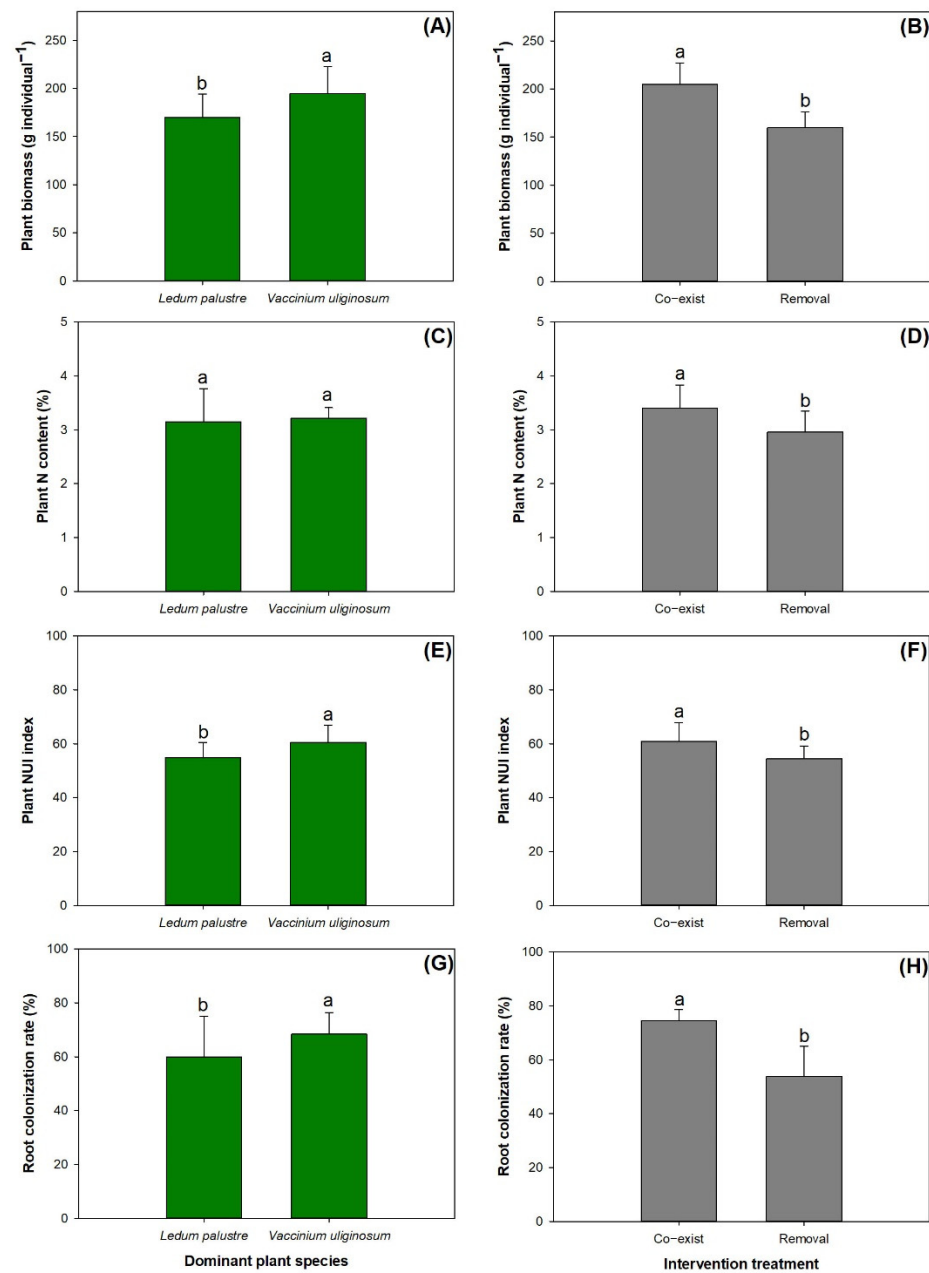 (A)
Plant biomass (g individual⁻¹)
250
200
150
100
50
0
b
a
Ledum palustre Vaccinium uliginosum
(B)
Plant biomass (g individual⁻¹)
250
200
150
100
50
0
a
b
Co−exist Removal
(C)
Plant N content (%)
5
4
3
2
1
0
a
a
Ledum palustre Vaccinium uliginosum
(D)
Plant N content (%)
5
4
3
2
1
0
a
b
Co−exist Removal
(E)
Plant NUI index
100
80
60
40
20
0
b
a
Ledum palustre Vaccinium uliginosum
(F)
Plant NUI index
100
80
60
40
20
0
a
b
Co−exist Removal
(G)
Root colonization rate (%)
100
80
60
40
20
0
b
a
Ledum palustre Vaccinium uliginosum
Dominant plant species
(H)
Root colonization rate (%)
100
80
60
40
20
0
a
b
Co−exist Removal
Intervention treatment